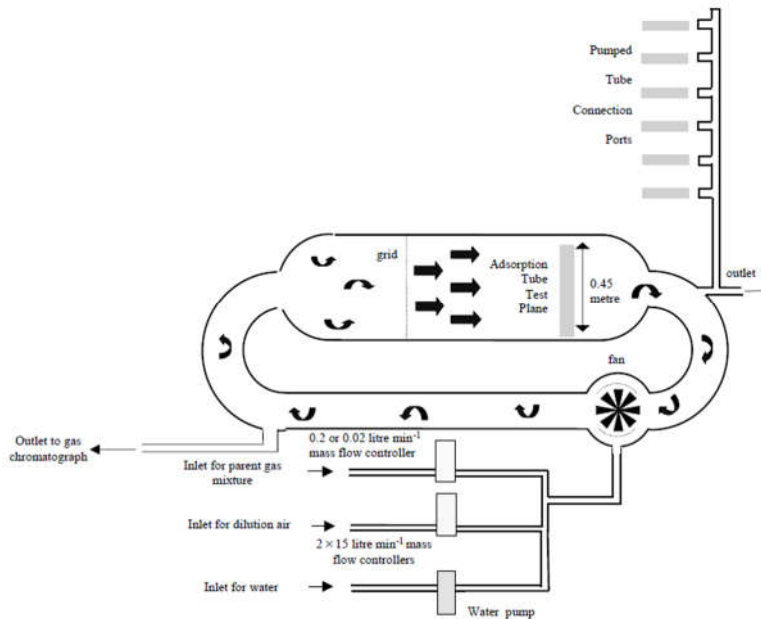 Pumped
Tube
Connection
Ports
grid
Adsorption
Tube
Test
Plane
0.45
metre
outlet
fan
Outlet to gas
chromatograph
0.2 or 0.02 litre min-1
mass flow controller
Inlet for parent gas
mixture
Inlet for dilution air
2 × 15 litre min-1 mass
flow controllers
Inlet for water
Water pump